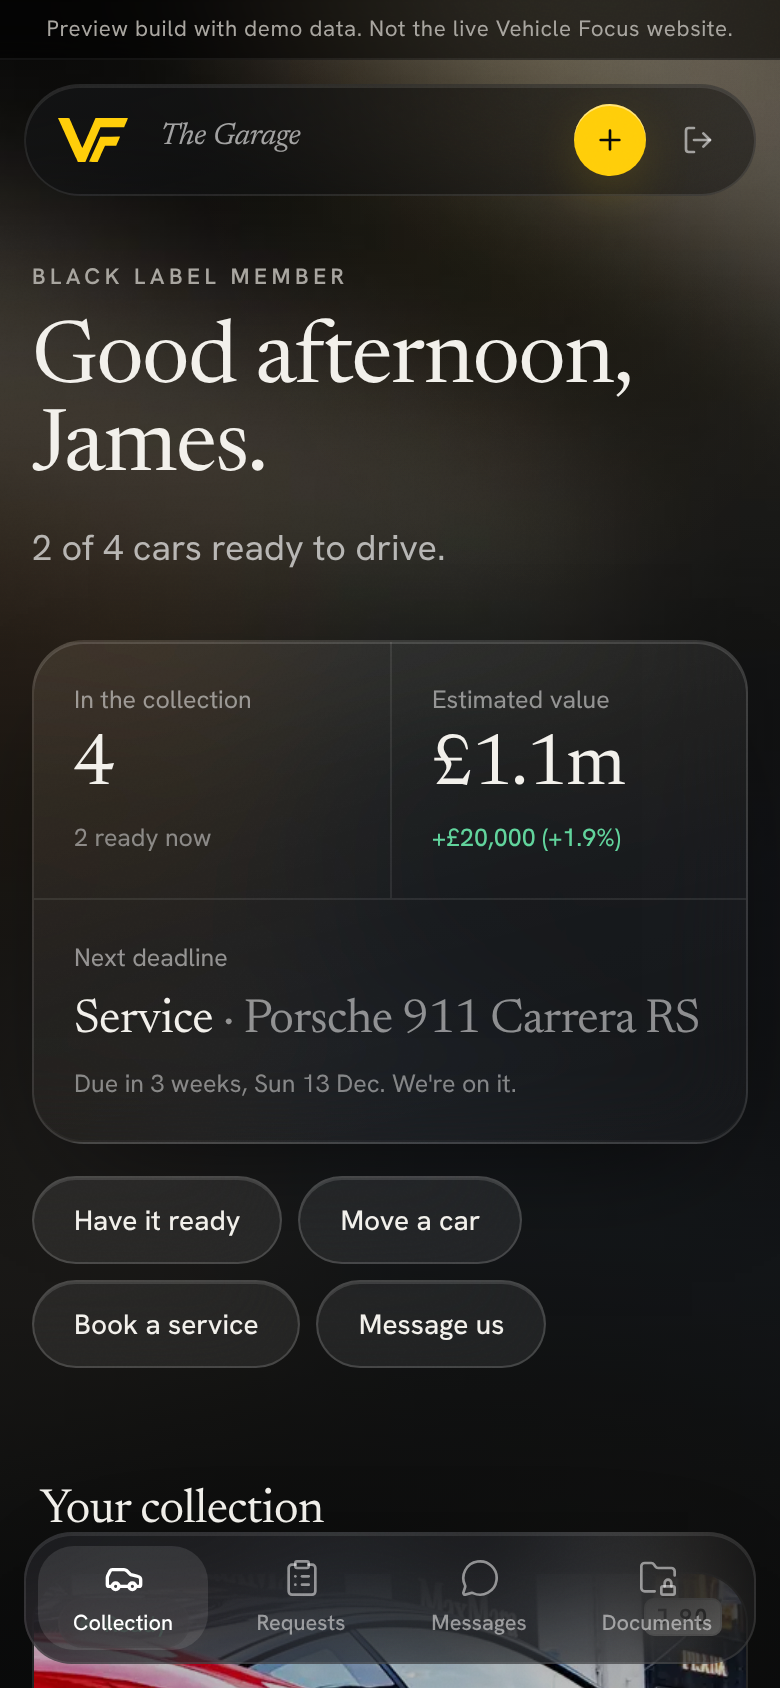 Preview build with demo data. Not the live Vehicle Focus website.
VF The Garage
BLACK LABEL MEMBER
Good afternoon,
James.
2 of 4 cars ready to drive.
In the collection
4
2 ready now
Estimated value
£1.1m
+£20,000 (+1.9%)
Next deadline
Service · Porsche 911 Carrera RS
Due in 3 weeks, Sun 13 Dec. We're on it.
Have it ready
Move a car
Book a service
Message us
Your collection
Collection
Requests
Messages
Documents